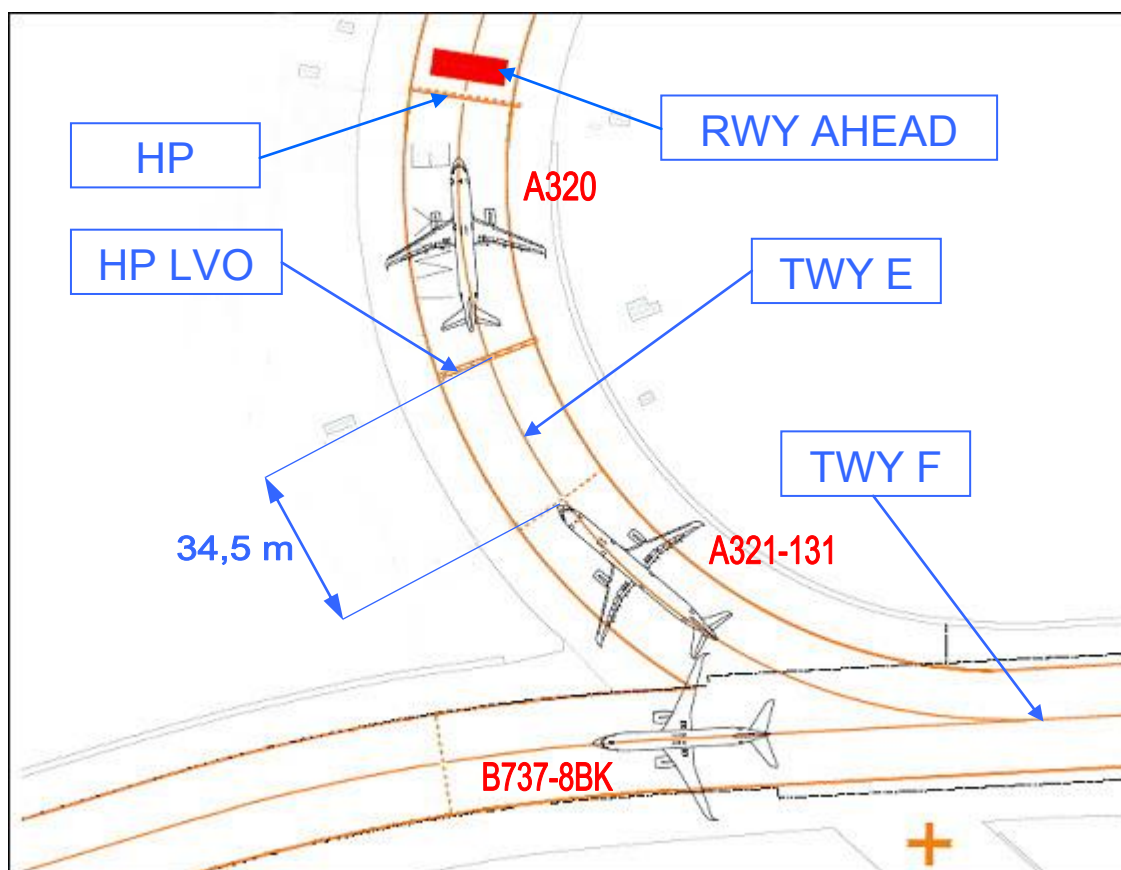 RWY AHEAD
HP
A320
HP LVO
TWY E
TWY F
34,5 m
A321-131
B737-8BK